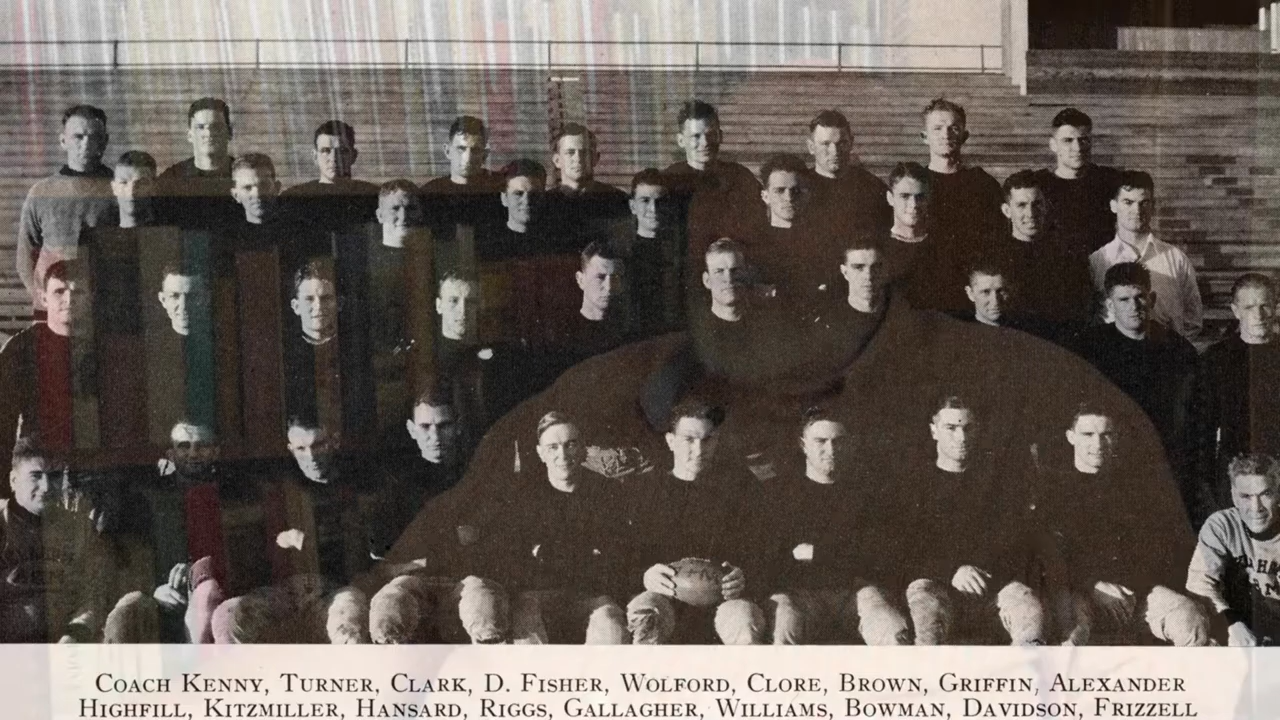 COACH KENNY, TURNER, CLARK, D. FISHER, WOLFORD, CLORE, BROWN, GRIFFIN, ALEXANDER
HIGHFILL, KITZMILLER, HANSARD, RIGGS, GALLAGHER, WILLIAMS, BOWMAN, DAVIDSON, FRIZZELL